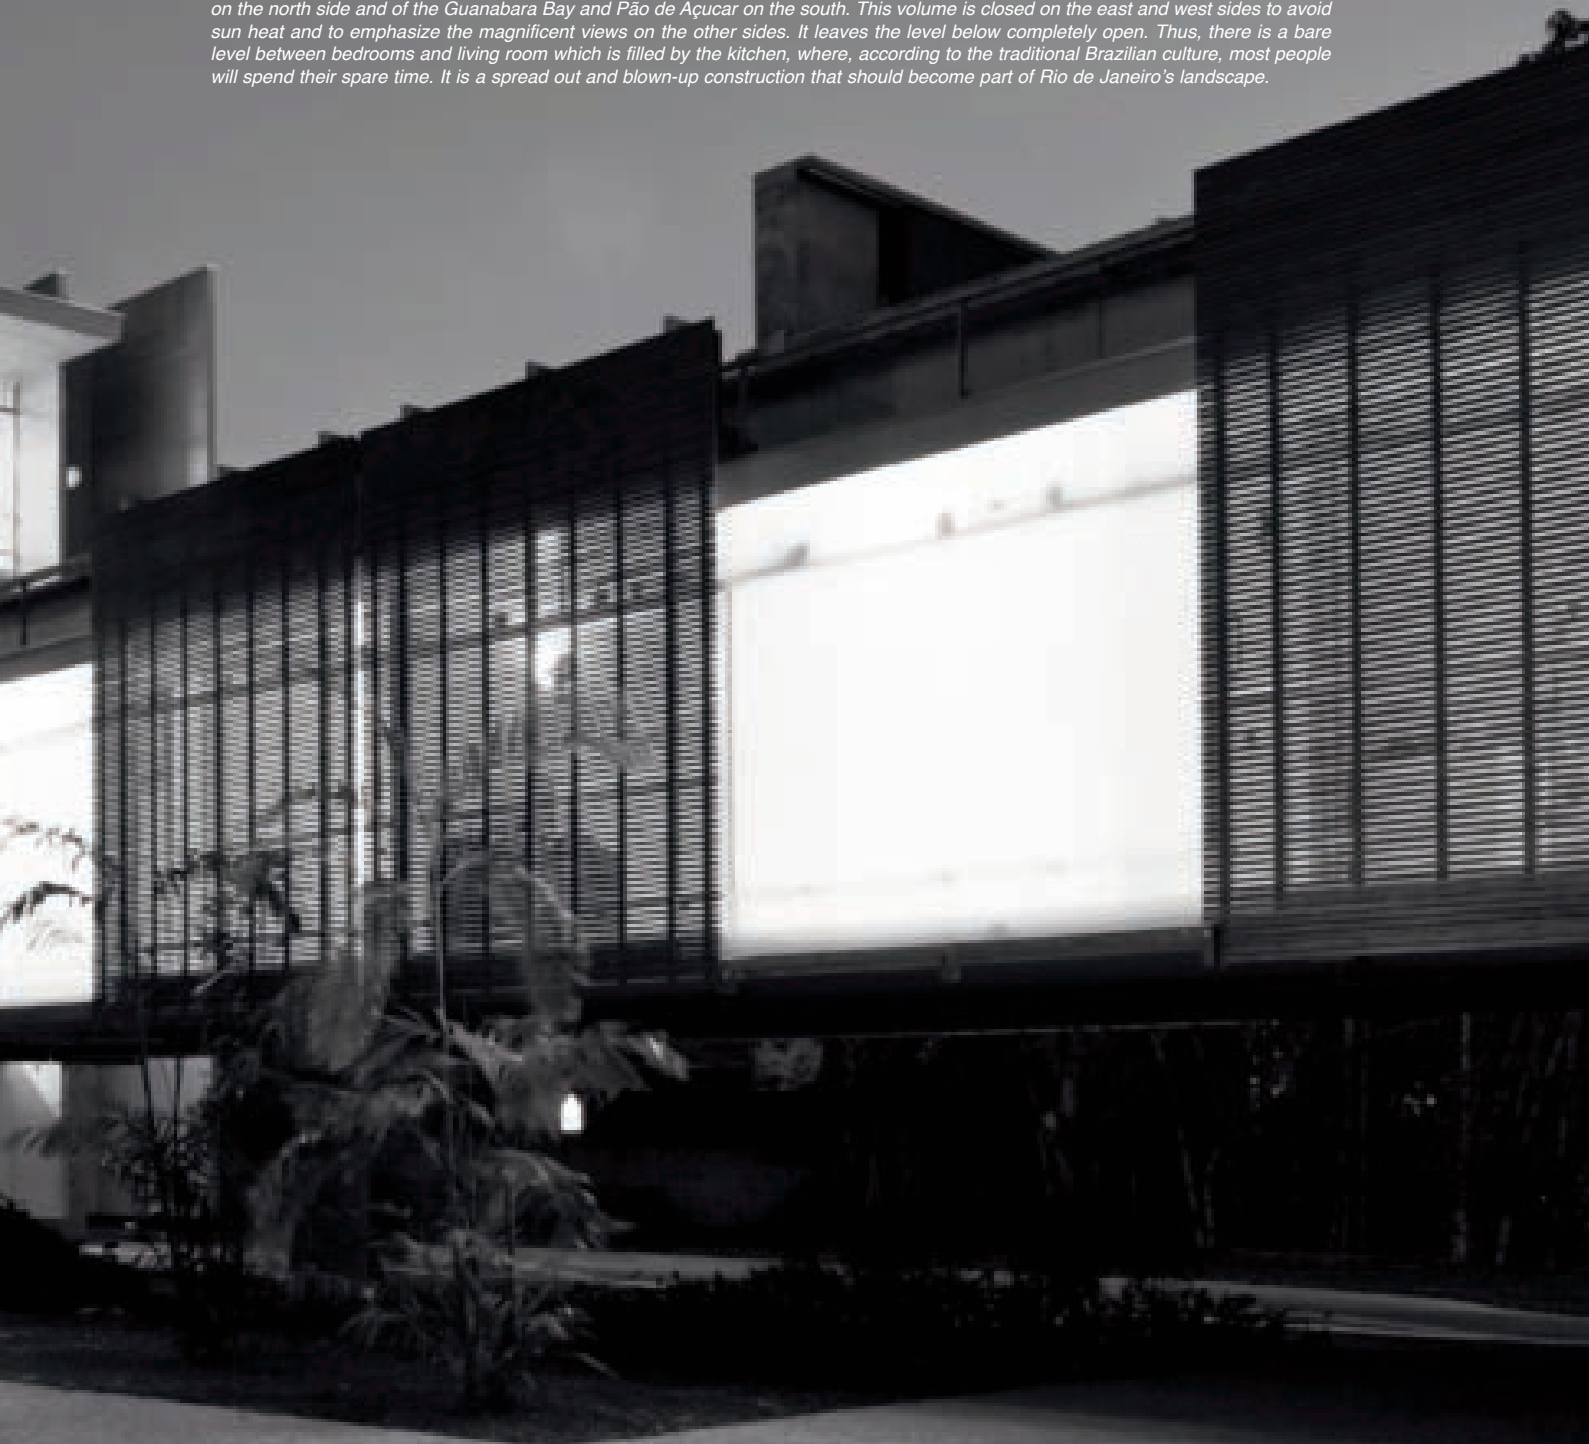 on the north side and of the Guanabara Bay and Pão de Açucar on the south. This volume is closed on the east and west sides to avoid
sun heat and to emphasize the magnificent views on the other sides. It leaves the level below completely open. Thus, there is a bare
level between bedrooms and living room which is filled by the kitchen, where, according to the traditional Brazilian culture, most people
will spend their spare time. It is a spread out and blown-up construction that should become part of Rio de Janeiro’s landscape.